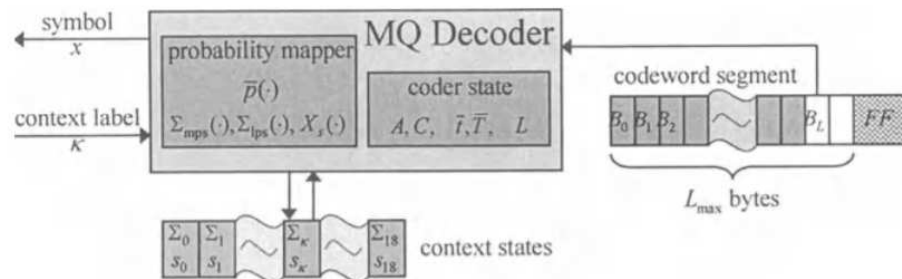 symbol
x
context label
κ
MQ Decoder
probability mapper
p̅(·)
Σmps(·), Σlps(·), Xs(·)
coder state
A, C, t̅, T̅, L
codeword segment
B0 B1 B2 BL FF
Lmax bytes
Σ0 Σ1 Σκ Σ18
s0 s1 sκ s18
context states